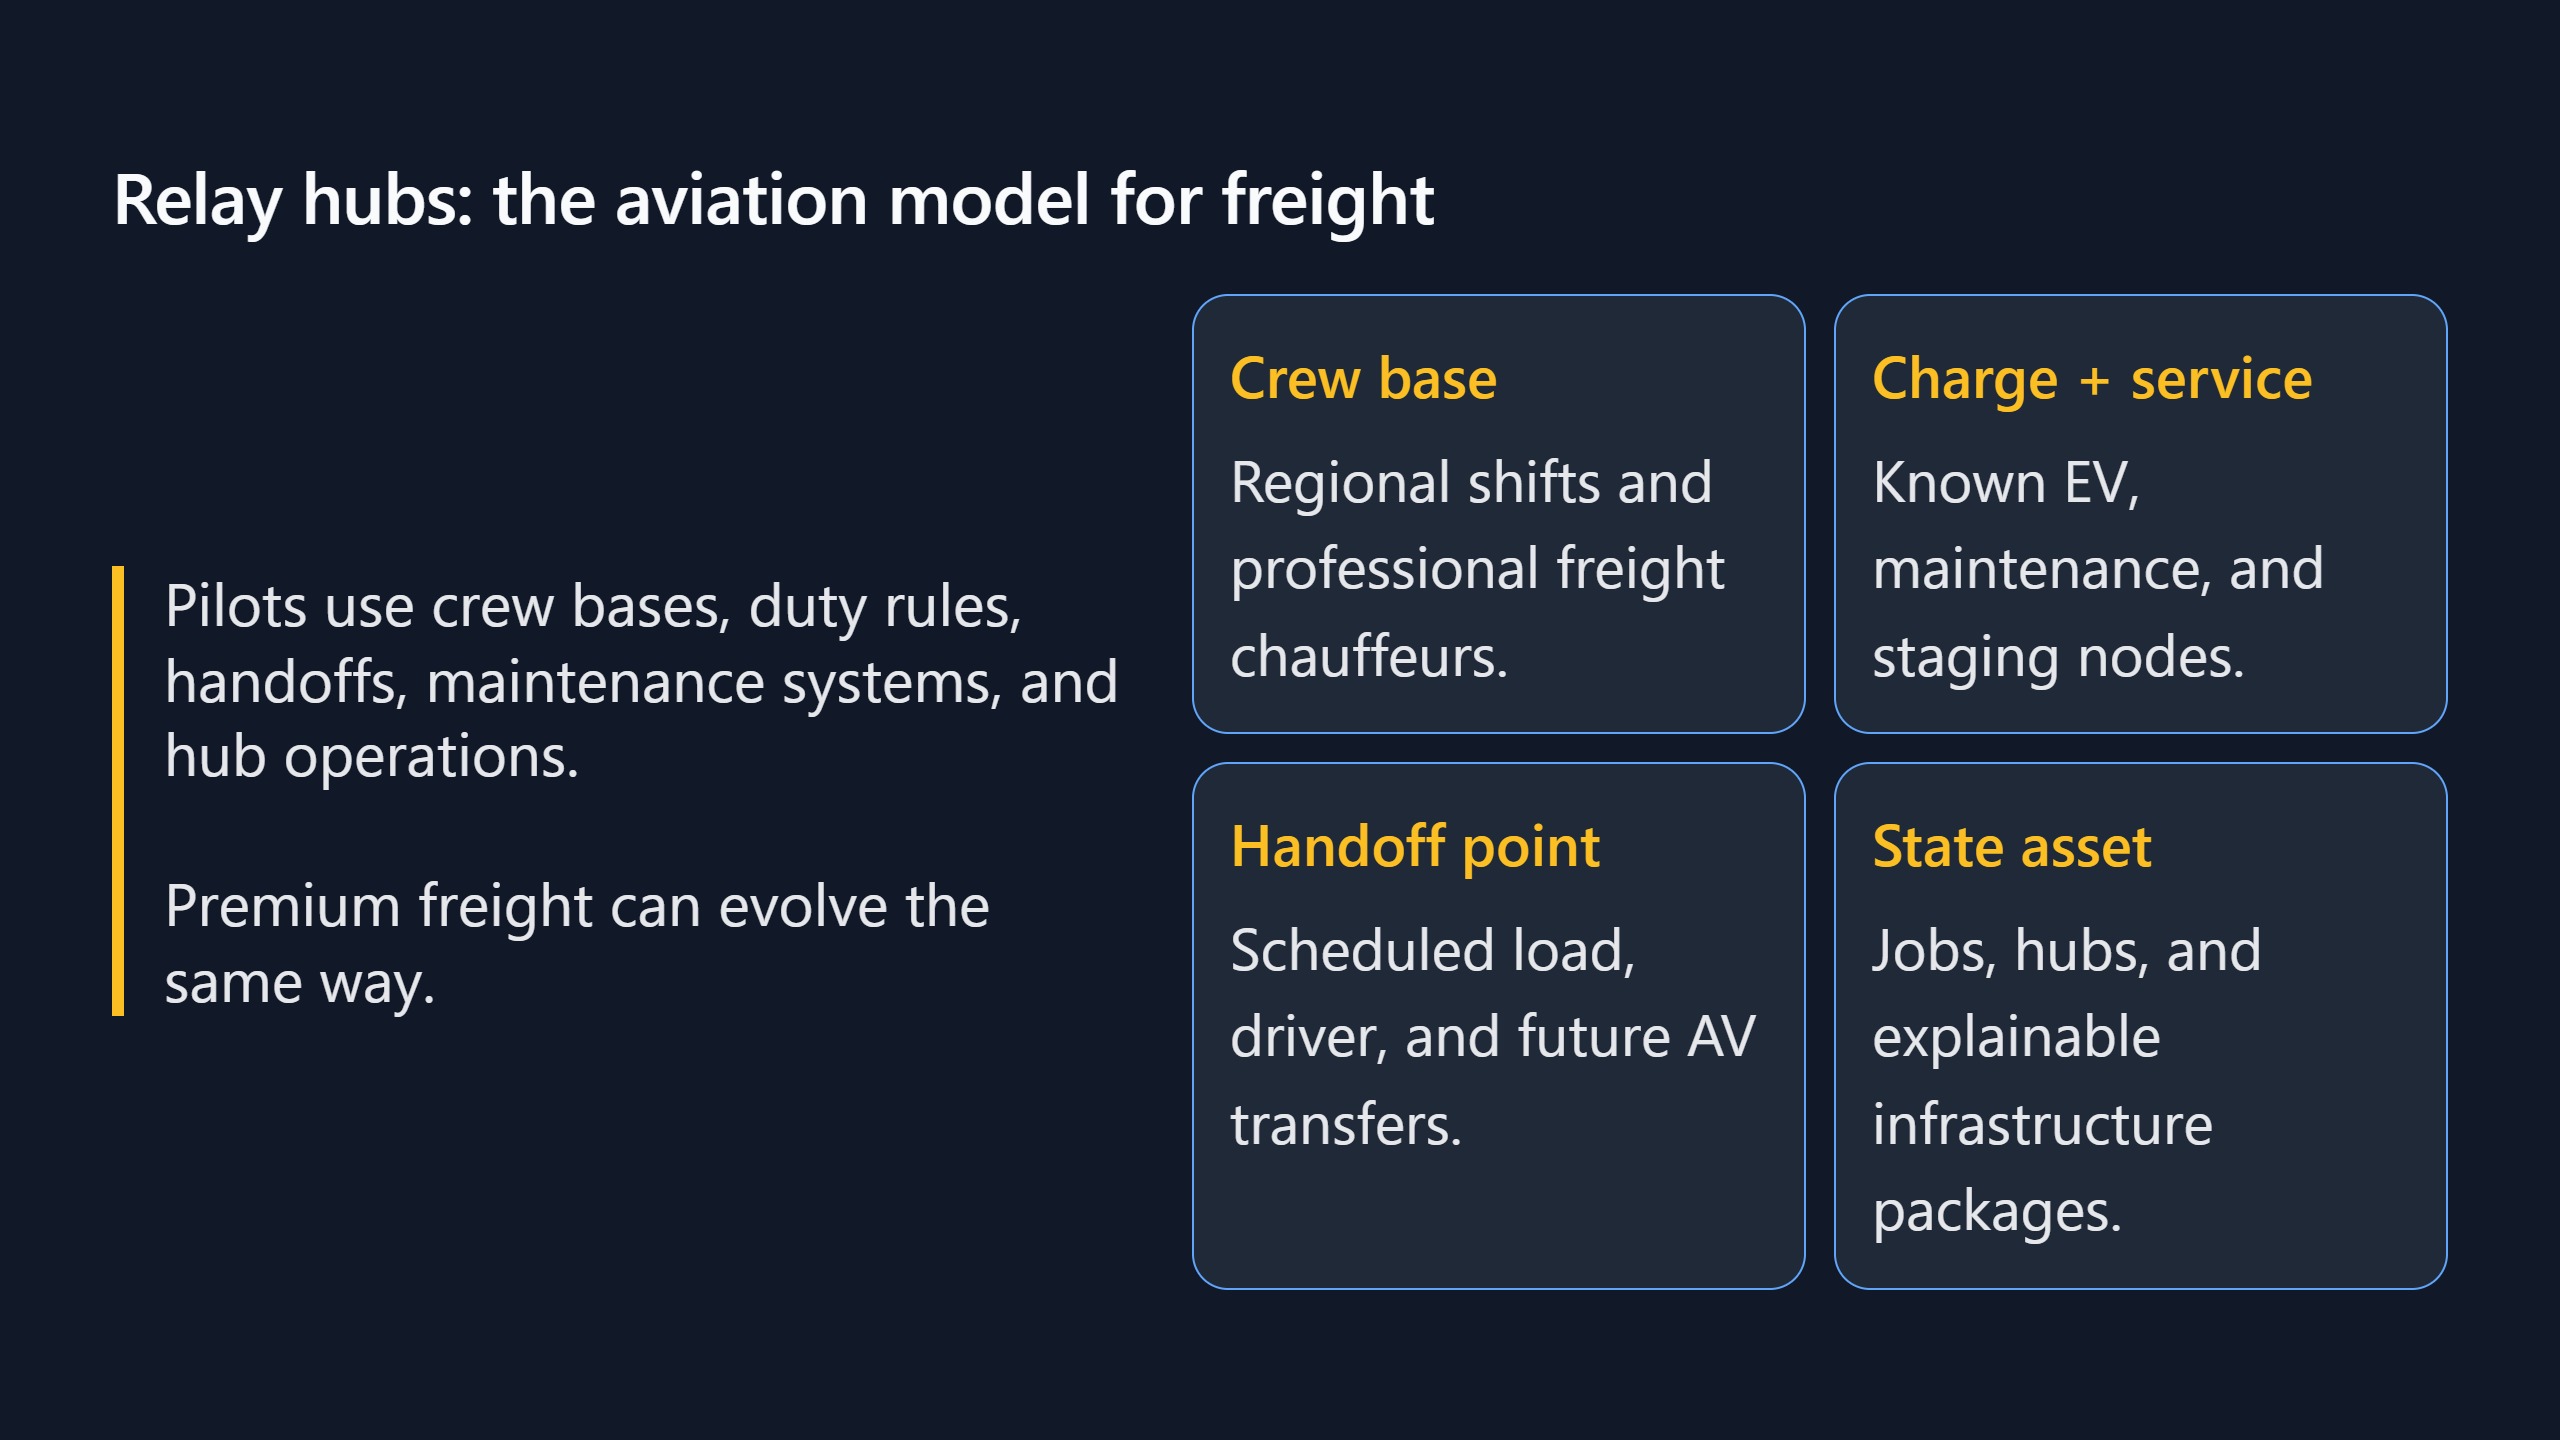 Relay hubs: the aviation model for freight
Pilots use crew bases, duty rules,
handoffs, maintenance systems, and
hub operations.
Premium freight can evolve the
same way.
Crew base
Regional shifts and
professional freight
chauffeurs.
Charge + service
Known EV,
maintenance, and
staging nodes.
Handoff point
Scheduled load,
driver, and future AV
transfers.
State asset
Jobs, hubs, and
explainable
infrastructure
packages.